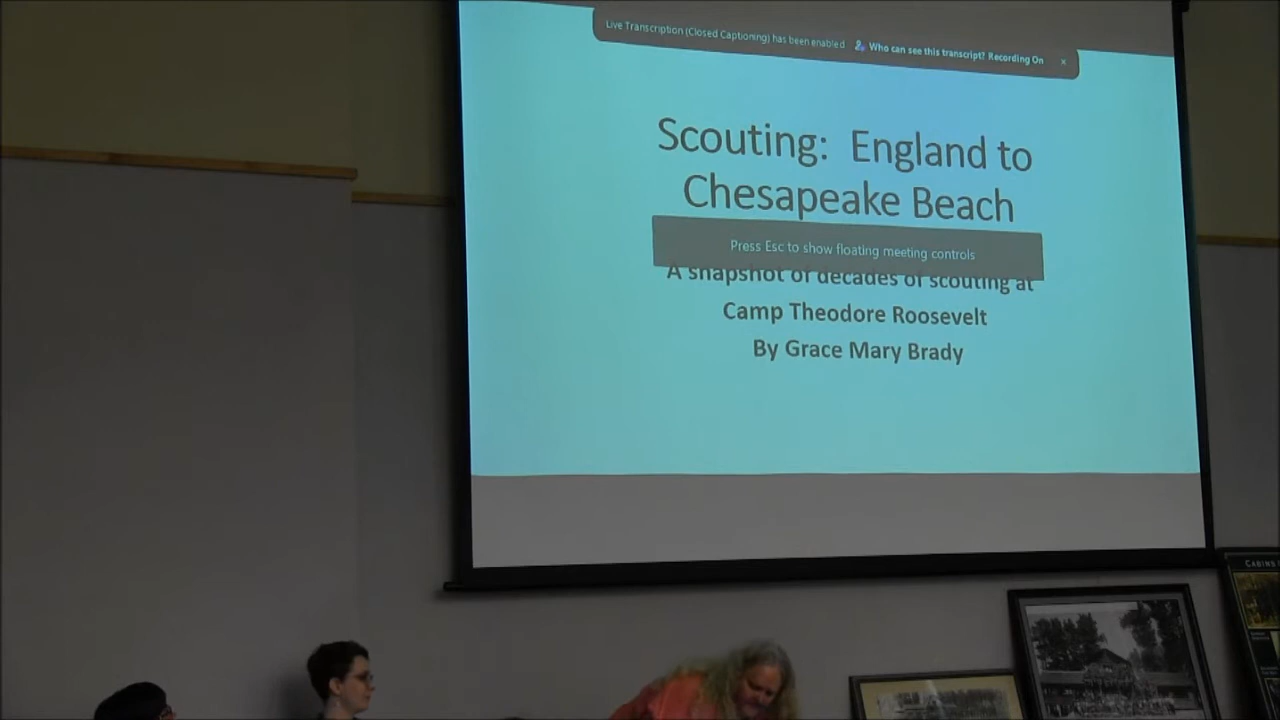 Live Transcription (Closed Captioning) has been enabled Who can see this transcript? Recording On ×
Scouting: England to
Chesapeake Beach
Press Esc to show floating meeting controls
A snapshot of decades of scouting at
Camp Theodore Roosevelt
By Grace Mary Brady
CABINS